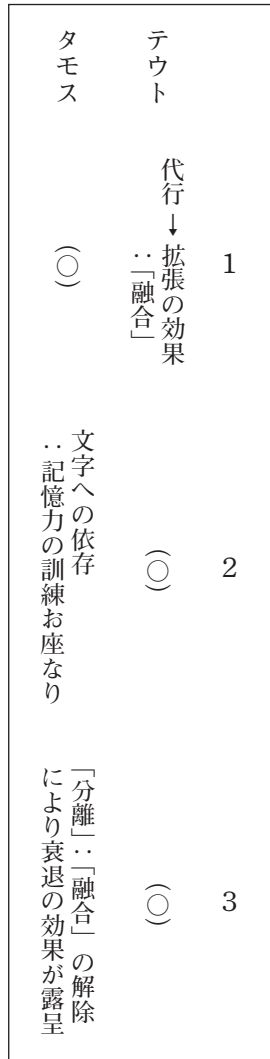 1
2
3
テウト
代行→拡張の効果
：「融合」
（○）
（○）
タモス
（○）
文字への依存
：記憶力の訓練お座なり
「分離」：「融合」の解除
により衰退の効果が露呈